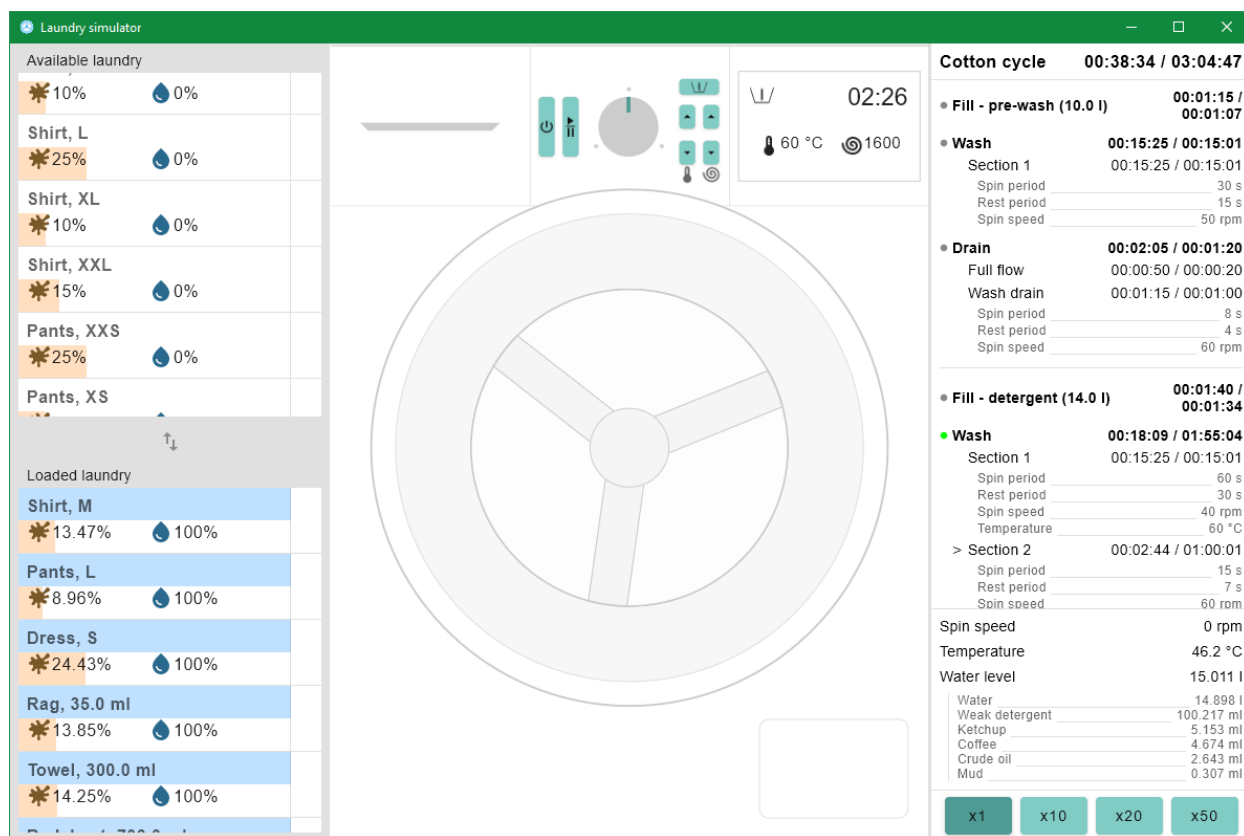 Laundry simulator
Available laundry
10% 0%
Shirt, L
25% 0%
Shirt, XL
10% 0%
Shirt, XXL
15% 0%
Pants, XXS
25% 0%
Pants, XS
Loaded laundry
Shirt, M
13.47% 100%
Pants, L
8.96% 100%
Dress, S
24.43% 100%
Rag, 35.0 ml
13.85% 100%
Towel, 300.0 ml
14.25% 100%
02:26
60 °C 1600
Cotton cycle 00:38:34 / 03:04:47
Fill - pre-wash (10.0 l) 00:01:15 /
00:01:07
Wash 00:15:25 / 00:15:01
Section 1 00:15:25 / 00:15:01
Spin period 30 s
Rest period 15 s
Spin speed 50 rpm
Drain 00:02:05 / 00:01:20
Full flow 00:00:50 / 00:00:20
Wash drain 00:01:15 / 00:01:00
Spin period 8 s
Rest period 4 s
Spin speed 60 rpm
Fill - detergent (14.0 l) 00:01:40 /
00:01:34
Wash 00:18:09 / 01:55:04
Section 1 00:15:25 / 00:15:01
Spin period 60 s
Rest period 30 s
Spin speed 40 rpm
Temperature 60 °C
> Section 2 00:02:44 / 01:00:01
Spin period 15 s
Rest period 7 s
Spin speed 60 rpm
Spin speed 0 rpm
Temperature 46.2 °C
Water level 15.011 l
Water 14.898 l
Weak detergent 100.217 ml
Ketchup 5.153 ml
Coffee 4.674 ml
Crude oil 2.643 ml
Mud 0.307 ml
x1 x10 x20 x50